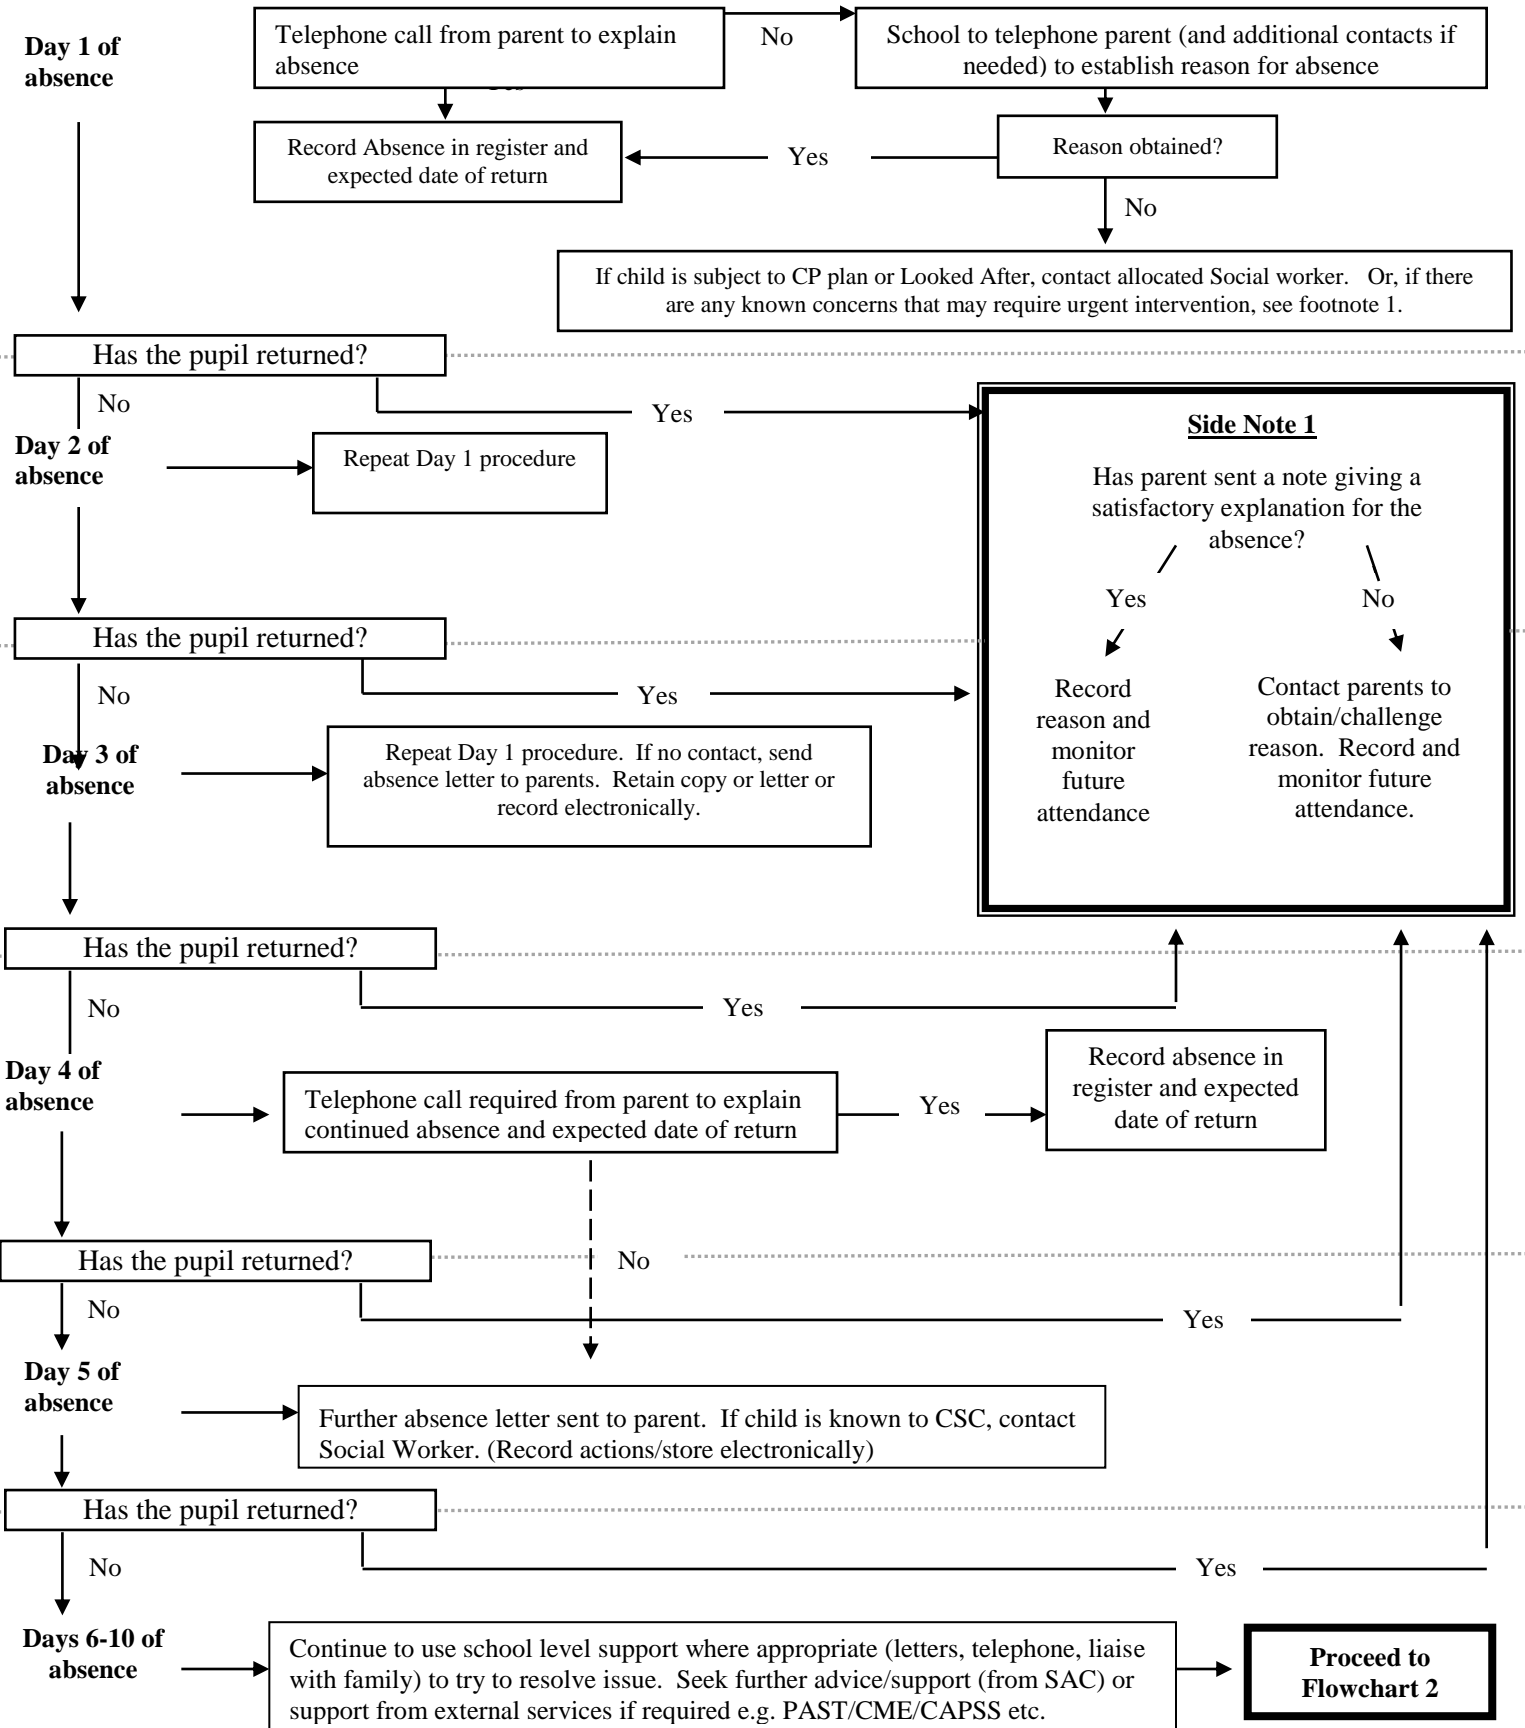 Day 1 of
absence
Telephone call from parent to explain
absence
No
School to telephone parent (and additional contacts if
needed) to establish reason for absence
Record Absence in register and
expected date of return
Yes
Reason obtained?
No
If child is subject to CP plan or Looked After, contact allocated Social worker. Or, if there
are any known concerns that may require urgent intervention, see footnote 1.
Has the pupil returned?
No
Yes
Day 2 of
absence
Repeat Day 1 procedure
Side Note 1
Has parent sent a note giving a
satisfactory explanation for the
absence?
Yes
No
Record
reason and
monitor
future
attendance
Contact parents to
obtain/challenge
reason. Record and
monitor future
attendance.
Has the pupil returned?
No
Yes
Day 3 of
absence
Repeat Day 1 procedure. If no contact, send
absence letter to parents. Retain copy or letter or
record electronically.
Has the pupil returned?
No
Yes
Day 4 of
absence
Telephone call required from parent to explain
continued absence and expected date of return
Yes
Record absence in
register and expected
date of return
Has the pupil returned?
No
No
Yes
Day 5 of
absence
Further absence letter sent to parent. If child is known to CSC, contact
Social Worker. (Record actions/store electronically)
Has the pupil returned?
No
Yes
Days 6-10 of
absence
Continue to use school level support where appropriate (letters, telephone, liaise
with family) to try to resolve issue. Seek further advice/support (from SAC) or
support from external services if required e.g. PAST/CME/CAPSS etc.
Proceed to
Flowchart 2